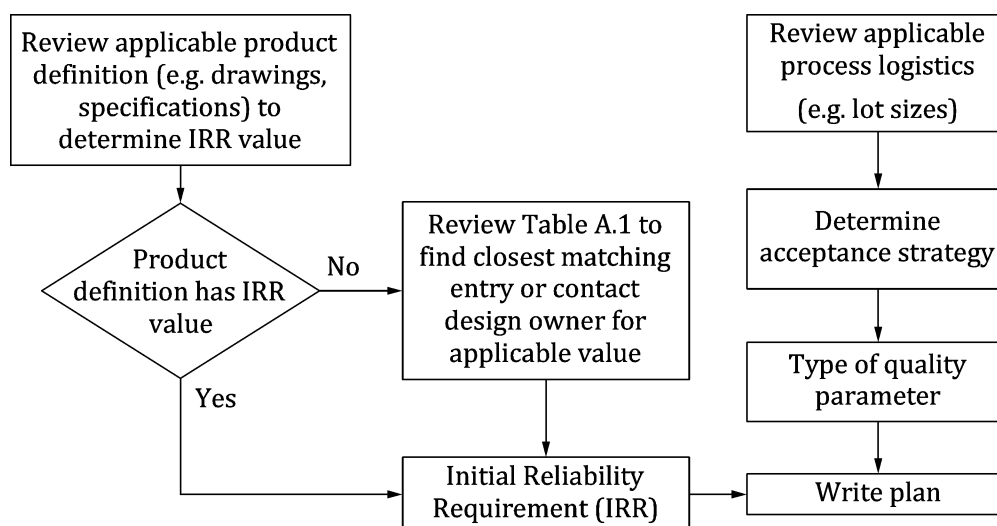 Review applicable product
definition (e.g. drawings,
specifications) to
determine IRR value
Product
definition has IRR
value
No
Yes
Review Table A.1 to
find closest matching
entry or contact
design owner for
applicable value
Initial Reliability
Requirement (IRR)
Review applicable
process logistics
(e.g. lot sizes)
Determine
acceptance strategy
Type of quality
parameter
Write plan